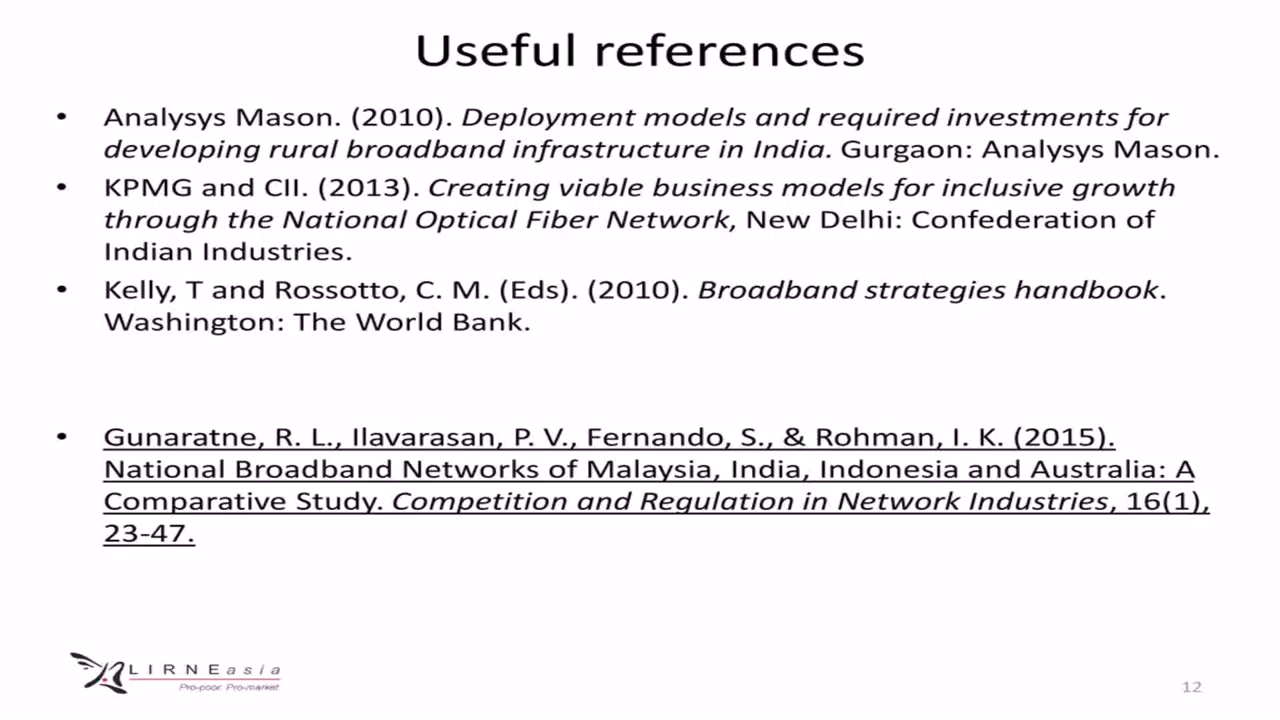 Useful references
• Analysys Mason. (2010). Deployment models and required investments for
developing rural broadband infrastructure in India. Gurgaon: Analysys Mason.
• KPMG and CII. (2013). Creating viable business models for inclusive growth
through the National Optical Fiber Network, New Delhi: Confederation of
Indian Industries.
• Kelly, T and Rossotto, C. M. (Eds). (2010). Broadband strategies handbook.
Washington: The World Bank.
• Gunaratne, R. L., Ilavarasan, P. V., Fernando, S., & Rohman, I. K. (2015).
National Broadband Networks of Malaysia, India, Indonesia and Australia: A
Comparative Study. Competition and Regulation in Network Industries, 16(1),
23-47.
LIRNEasia
Pro-poor Pro-market
12